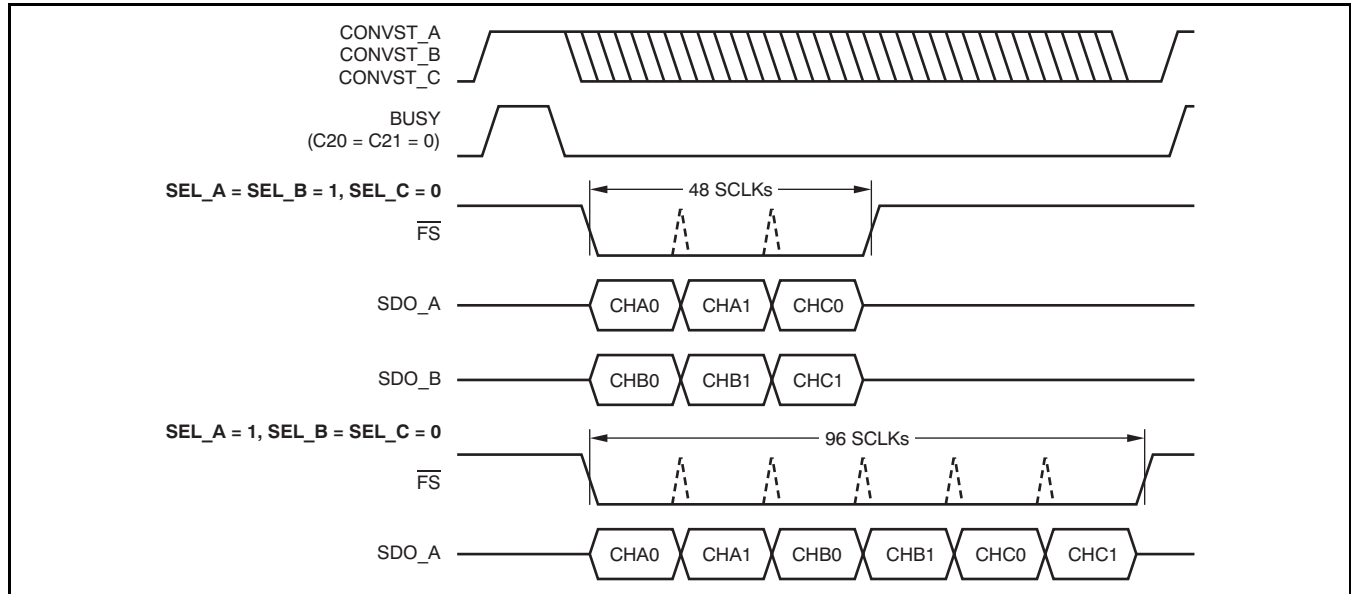 CONVST_A
CONVST_B
CONVST_C
BUSY
(C20 = C21 = 0)
SEL_A = SEL_B = 1, SEL_C = 0
48 SCLKs
FS
SDO_A
CHA0 CHA1 CHC0
SDO_B
CHB0 CHB1 CHC1
SEL_A = 1, SEL_B = SEL_C = 0
96 SCLKs
FS
SDO_A
CHA0 CHA1 CHB0 CHB1 CHC0 CHC1